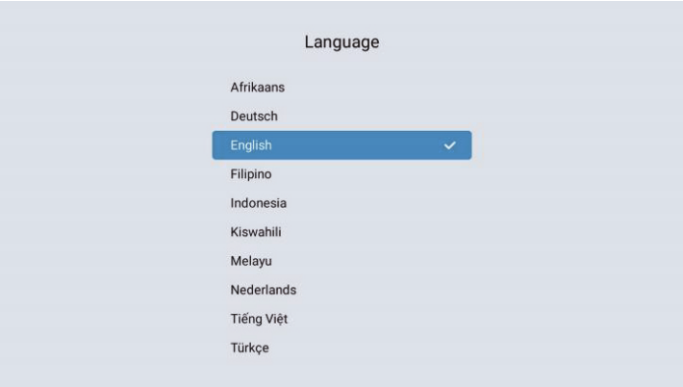 Language
Afrikaans
Deutsch
English
Filipino
Indonesia
Kiswahili
Melayu
Nederlands
Tiếng Việt
Türkçe